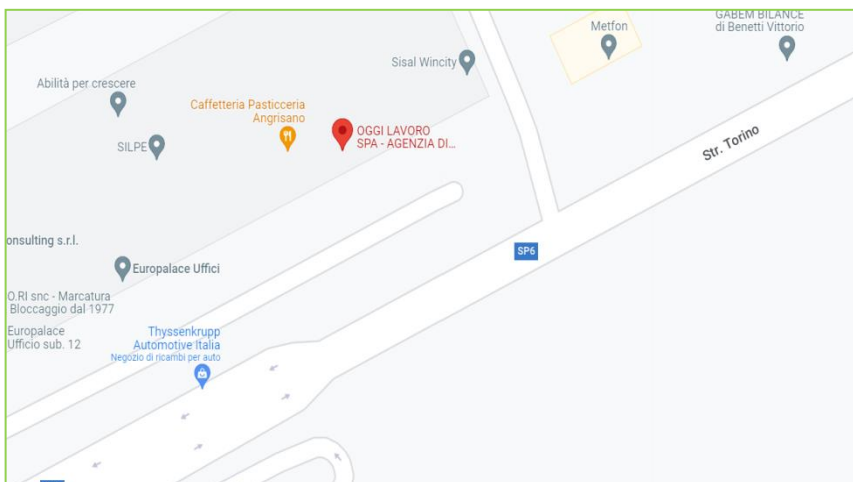 GABEM BILANCE
di Benetti Vittorio
Metfon
Sisal Wincity
Abilità per crescere
Caffetteria Pasticceria
Angrisano
OGGI LAVORO
SPA - AGENZIA DI...
SILPE
Str. Torino
onsulting s.r.l.
SP6
Europalace Uffici
O.RI snc - Marcatura
Bloccaggio dal 1977
Europalace
Ufficio sub. 12
Thyssenkrupp
Automotive Italia
Negozio di ricambi per auto